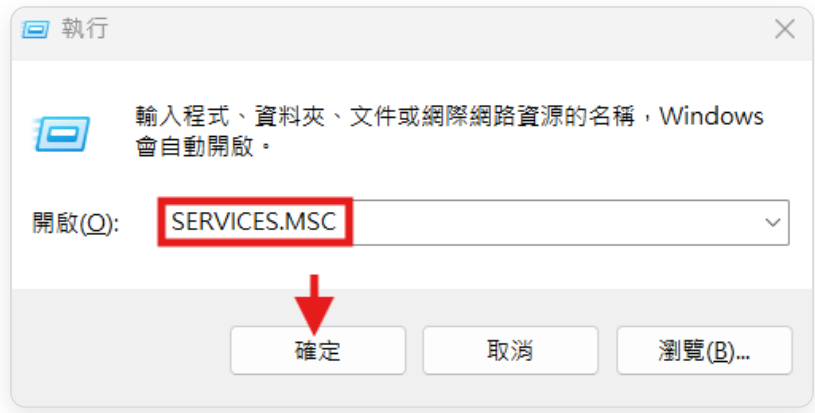 執行
輸入程式、資料夾、文件或網際網路資源的名稱，Windows
會自動開啟。
開啟(O):
SERVICES.MSC
確定
取消
瀏覽(B)...